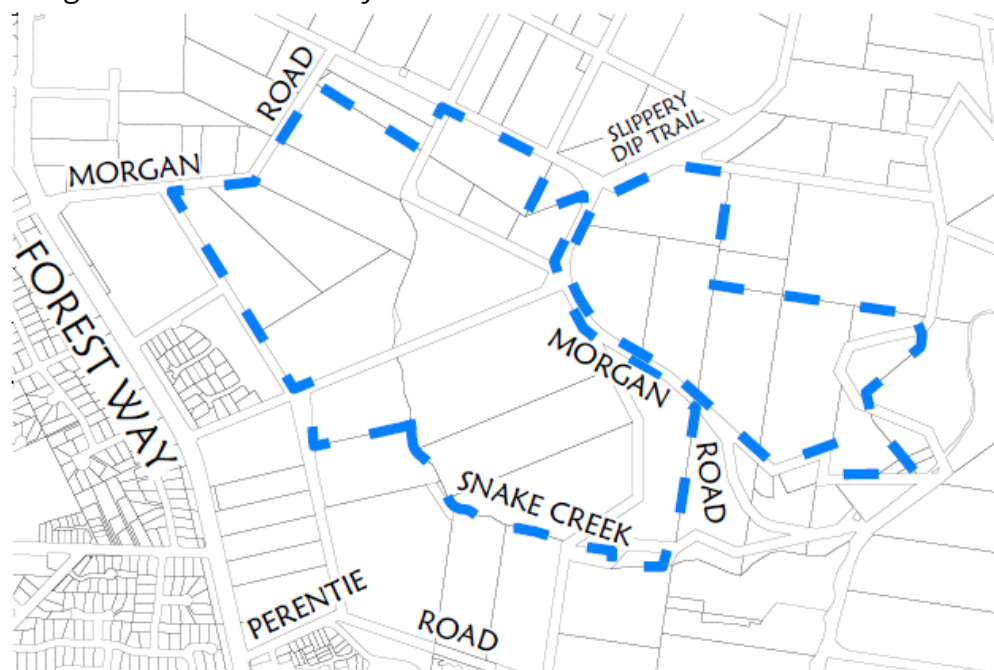 ROAD
SLIPPERY
DIP TRAIL
MORGAN
FOREST WAY
MORGAN
ROAD
SNAKE CREEK
PERENTIE
ROAD